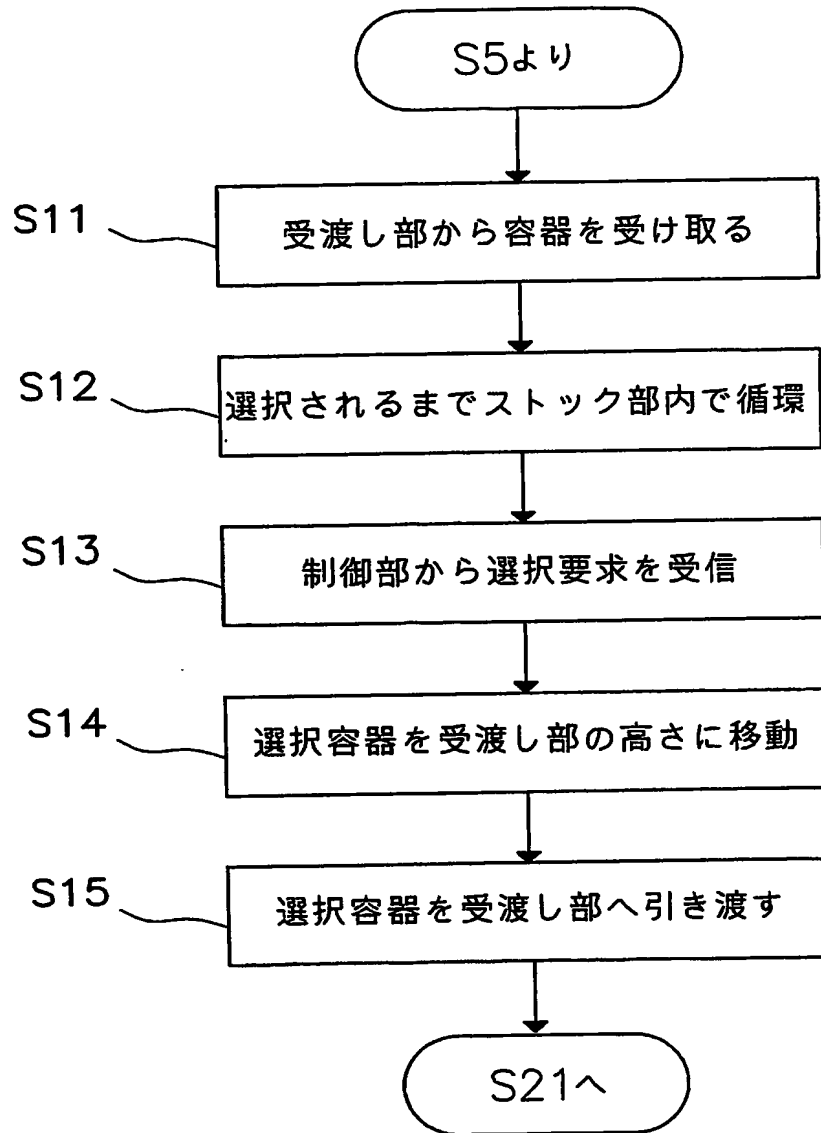 S5より
S11
受渡し部から容器を受け取る
S12
選択されるまでストック部内で循環
S13
制御部から選択要求を受信
S14
選択容器を受渡し部の高さに移動
S15
選択容器を受渡し部へ引き渡す
S21へ